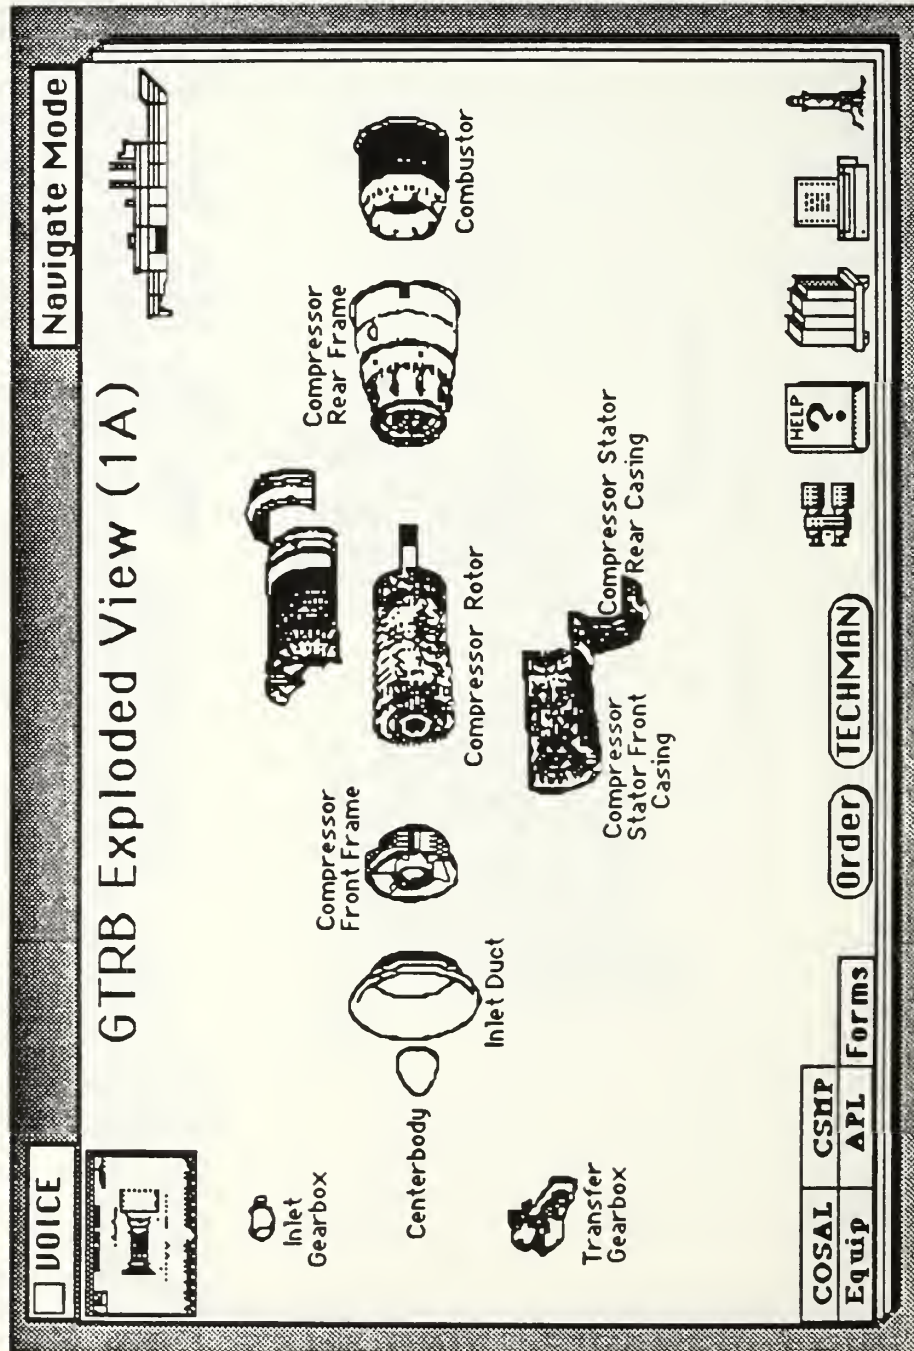 VOICE
Navigate Mode
GTRB Exploded View (1A)
Inlet
Gearbox
Centerbody
Transfer
Gearbox
Inlet Duct
Compressor
Front Frame
Compressor Rotor
Compressor
Stator Front
Casing
Compressor Stator
Rear Casing
Compressor
Rear Frame
Combustor
COSAL
CSMP
Equip
APL
Forms
Order
TECHMAN
HELP
?